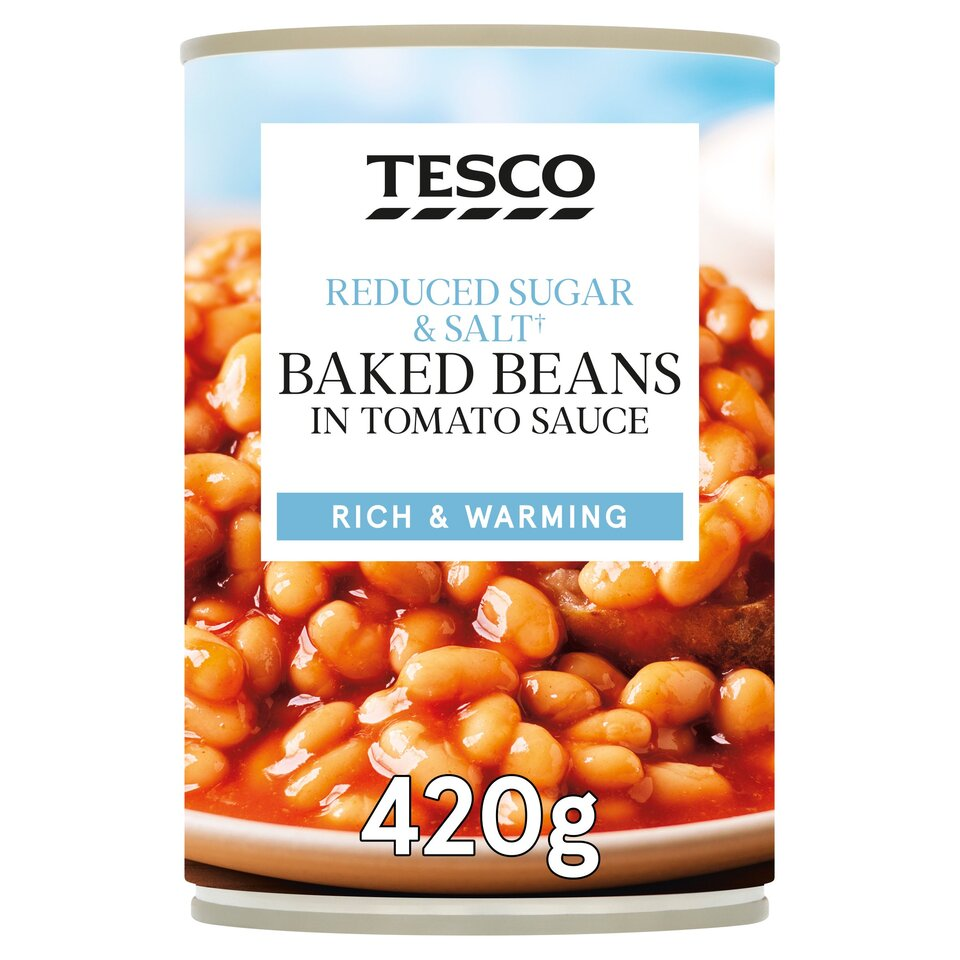 TESCO
REDUCED SUGAR
& SALT†
BAKED BEANS
IN TOMATO SAUCE
RICH & WARMING
420g